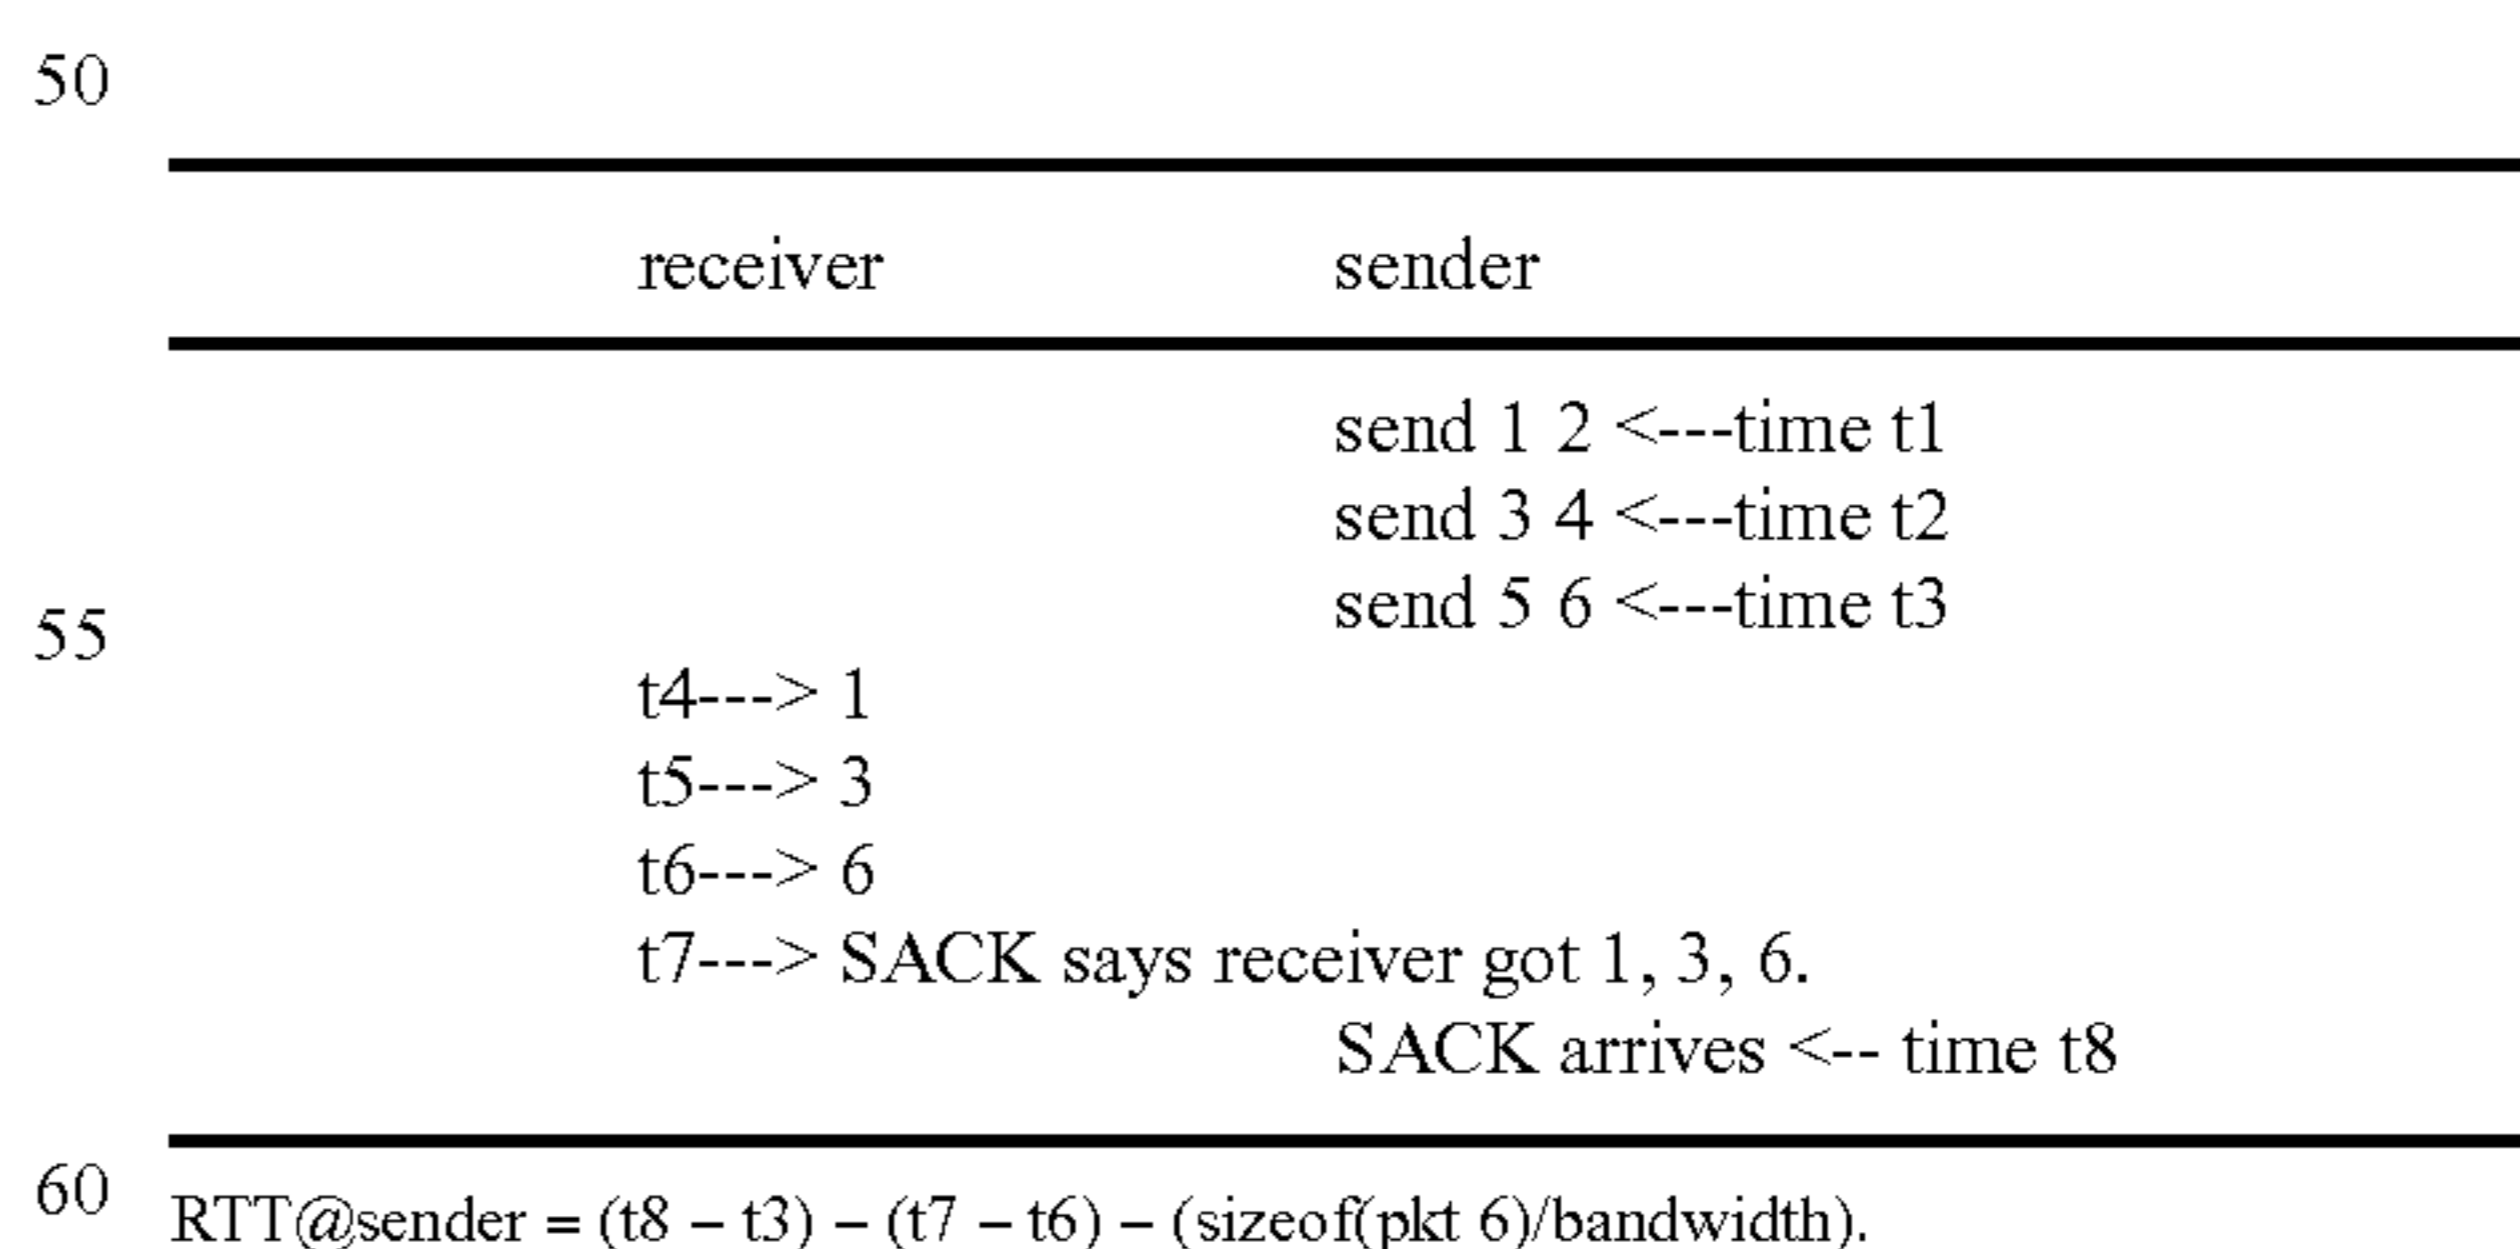 50
receiver sender
send 1 2 <---time t1
send 3 4 <---time t2
send 5 6 <---time t3
55
t4---> 1
t5---> 3
t6---> 6
t7---> SACK says receiver got 1, 3, 6.
SACK arrives <-- time t8
60
RTT@sender = (t8 – t3) – (t7 – t6) – (sizeof(pkt 6)/bandwidth).